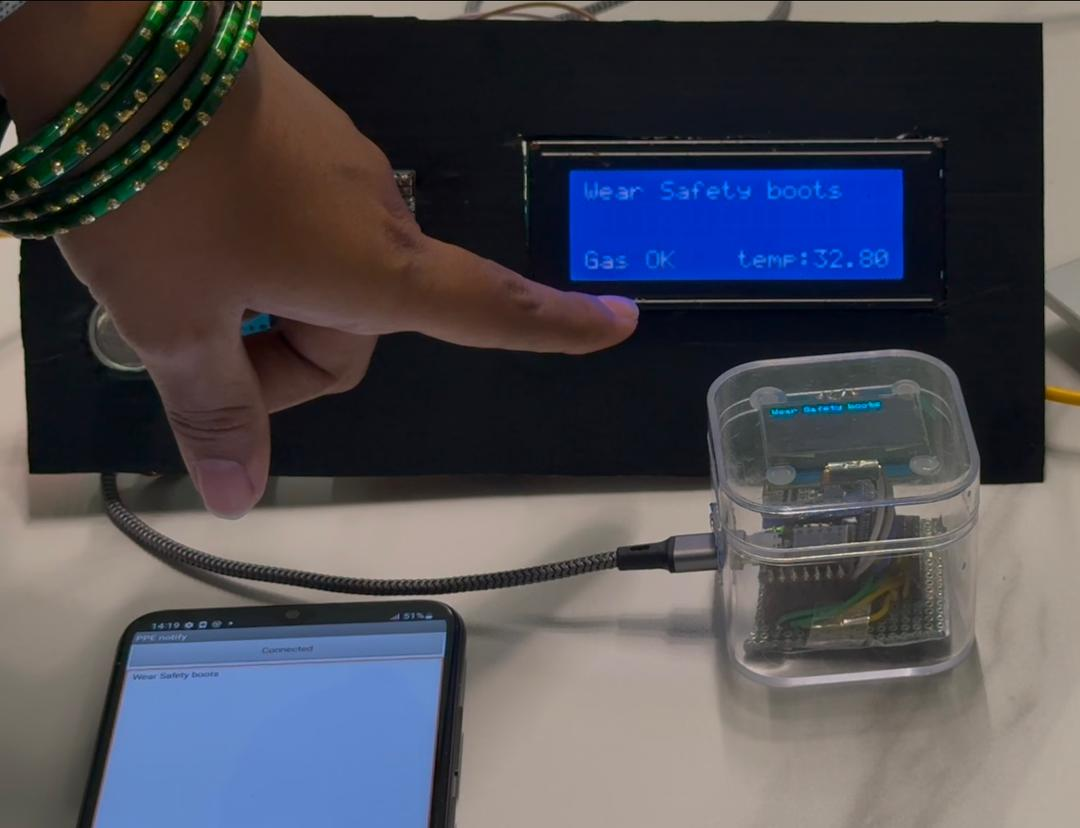 Wear Safety boots
Gas OK temp:32.80
Wear Safety boots
14:19 51%
PPE notify
Connected
Wear Safety boots